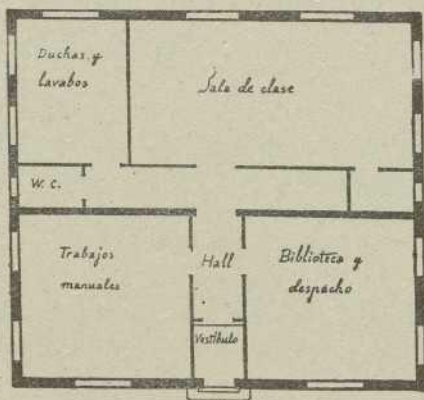 Duchas y
lavabos
Sala de clase
W. C.
Trabajos
manuales
Hall
Biblioteca y
despacho
Vestíbulo